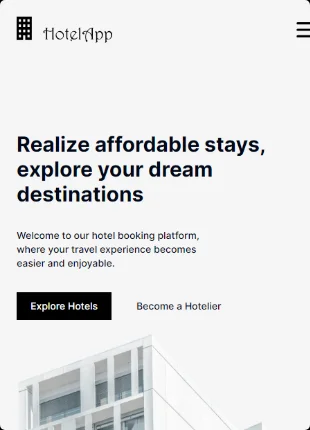 HotelApp
Realize affordable stays,
explore your dream
destinations
Welcome to our hotel booking platform,
where your travel experience becomes
easier and enjoyable.
Explore Hotels
Become a Hotelier